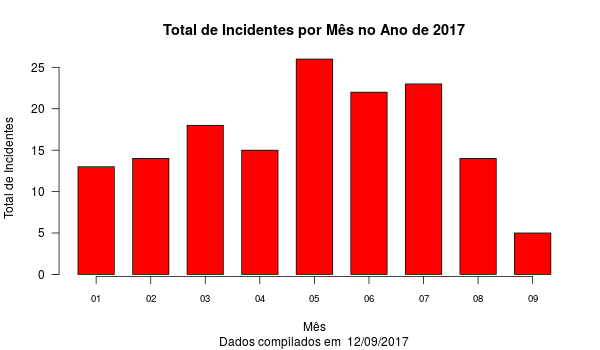 Total de Incidentes por Mês no Ano de 2017
Total de Incidentes
25
20
15
10
5
0
01 02 03 04 05 06 07 08 09
Mês
Dados compilados em 12/09/2017